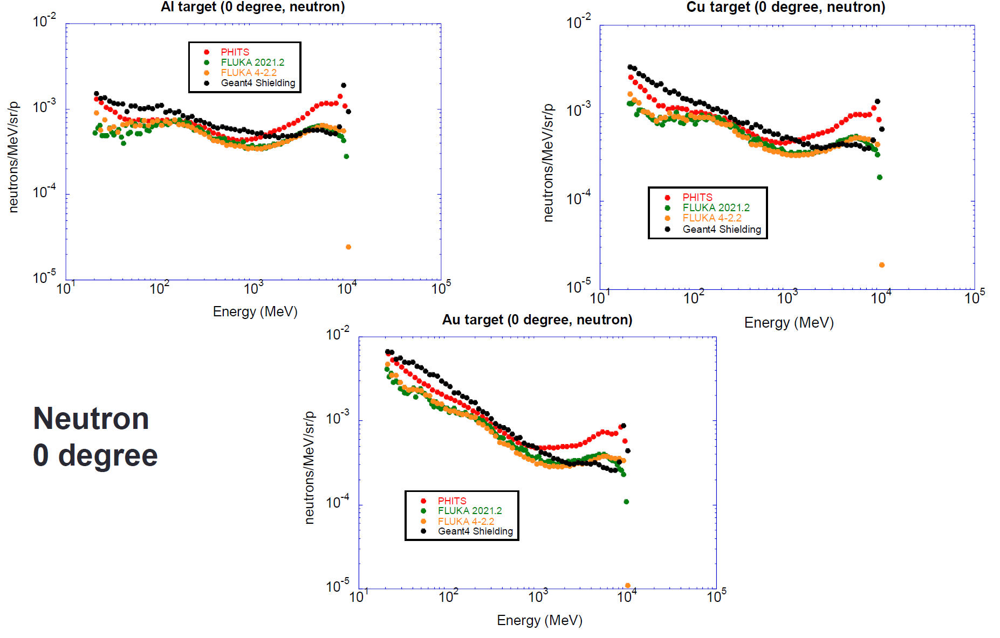 Al target (0 degree, neutron)
10-2
10-3
10-4
10-5
neutrons/MeV/sr/p
PHITS
FLUKA 2021.2
FLUKA 4-2.2
Geant4 Shielding
101
102
103
104
105
Energy (MeV)
Cu target (0 degree, neutron)
10-2
10-3
10-4
10-5
neutrons/MeV/sr/p
PHITS
FLUKA 2021.2
FLUKA 4-2.2
Geant4 Shielding
101
102
103
104
105
Energy (MeV)
Au target (0 degree, neutron)
10-2
10-3
10-4
10-5
neutrons/MeV/sr/p
PHITS
FLUKA 2021.2
FLUKA 4-2.2
Geant4 Shielding
101
102
103
104
105
Energy (MeV)
Neutron
0 degree